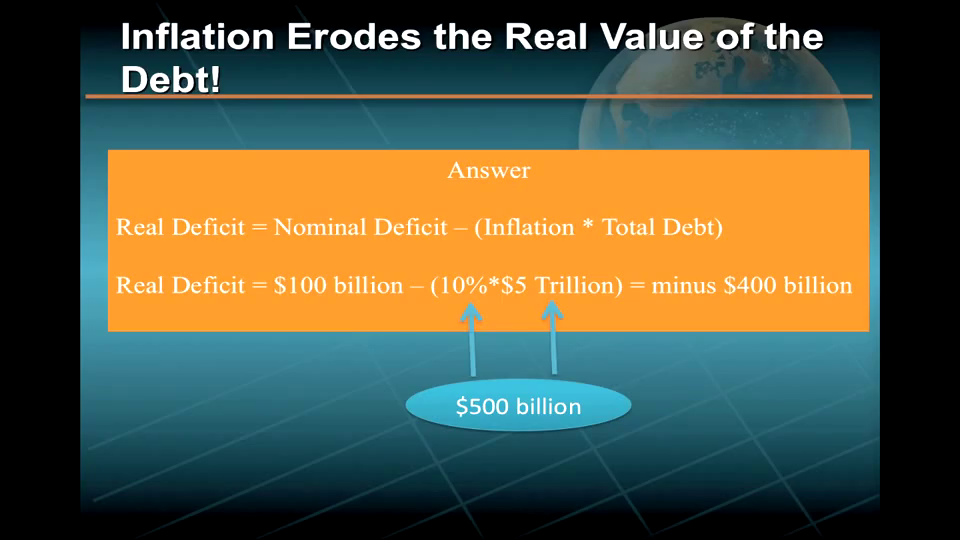 Inflation Erodes the Real Value of the
Debt!
Answer
Real Deficit = Nominal Deficit – (Inflation * Total Debt)
Real Deficit = $100 billion – (10%*$5 Trillion) = minus $400 billion
$500 billion